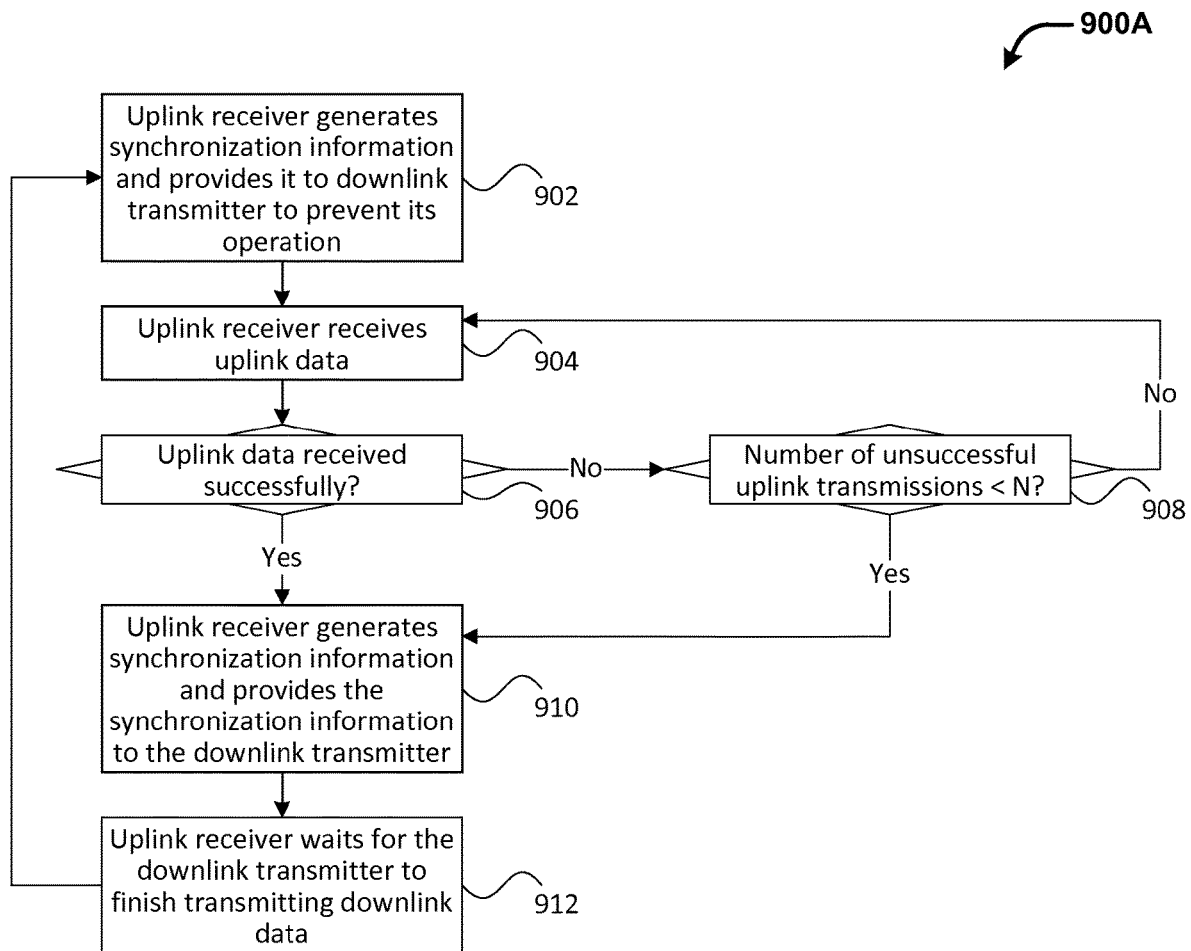 900A
Uplink receiver generates
synchronization information
and provides it to downlink
transmitter to prevent its
operation
902
Uplink receiver receives
uplink data
904
No
Uplink data received
successfully?
906
No
Number of unsuccessful
uplink transmissions < N?
908
Yes
Yes
Uplink receiver generates
synchronization information
and provides the
synchronization information
to the downlink transmitter
910
Uplink receiver waits for the
downlink transmitter to
finish transmitting downlink
data
912